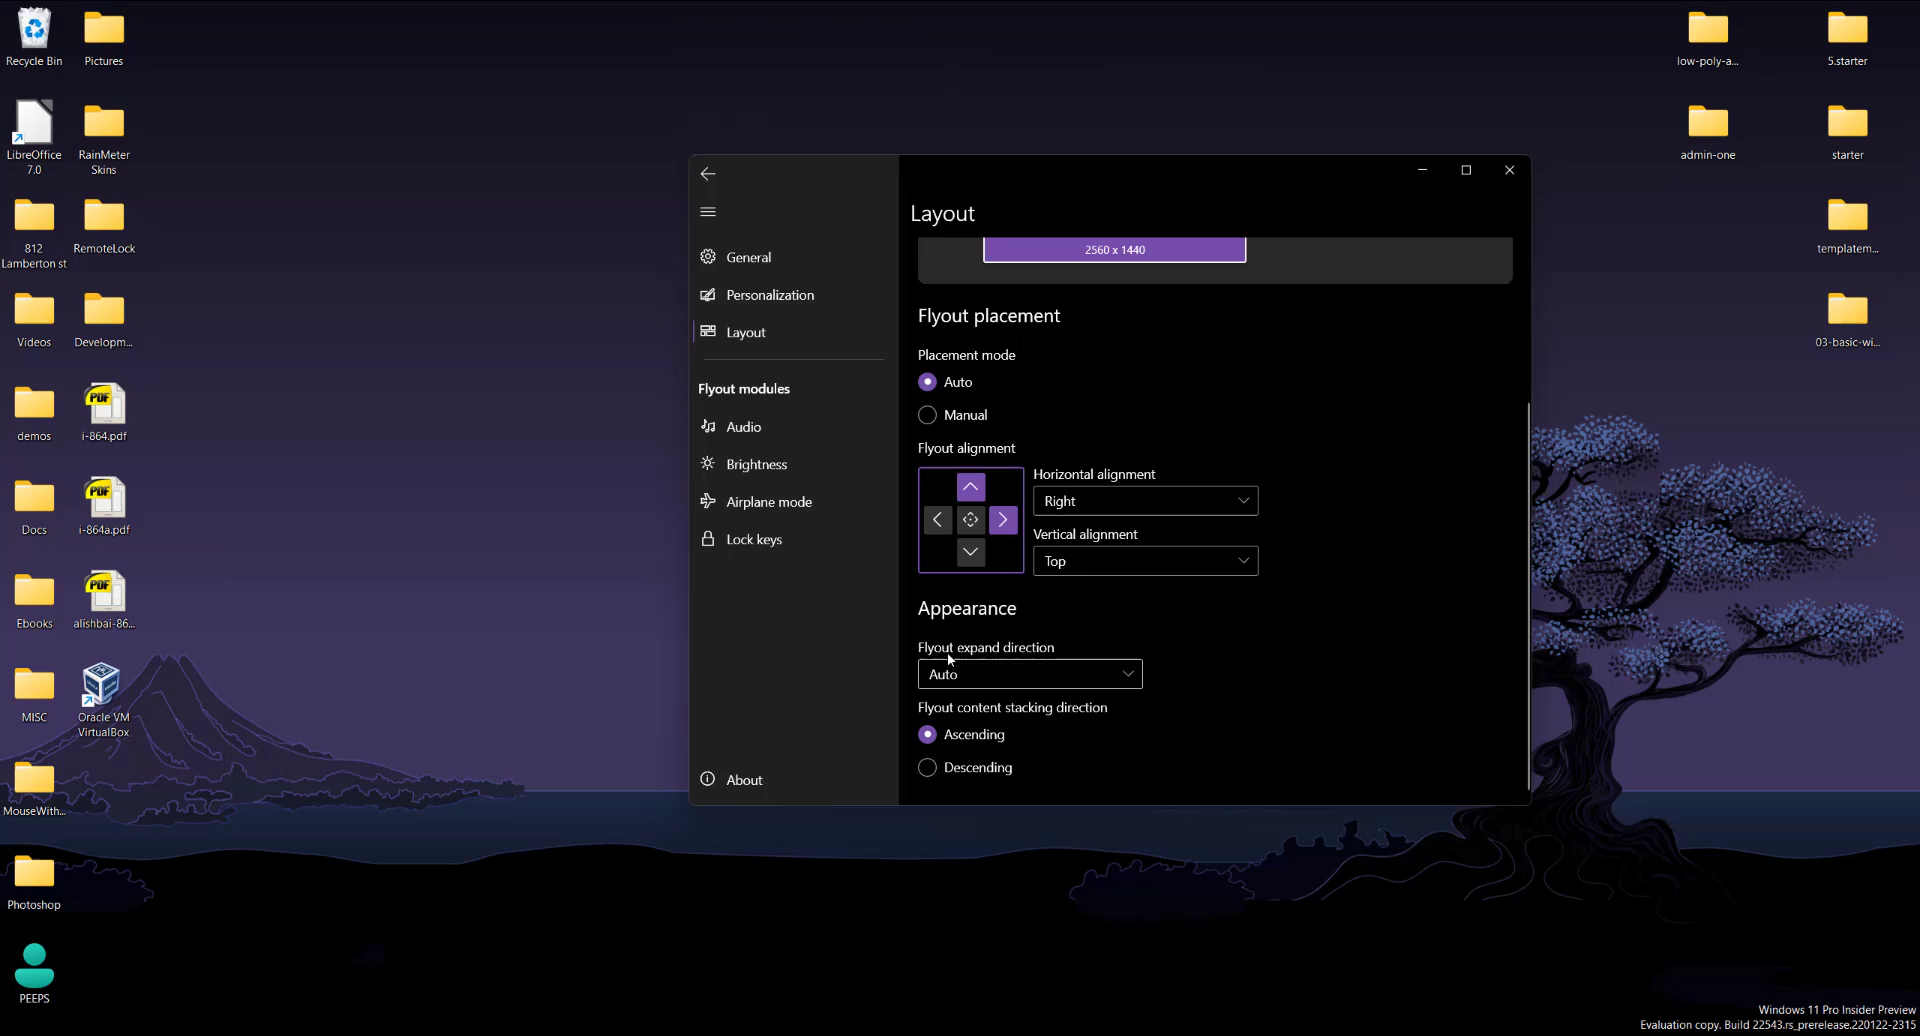 Recycle Bin
Pictures
low-poly-a...
5.starter
LibreOffice
7.0
RainMeter
Skins
admin-one
starter
812
Lamberton st
RemoteLock
templatem...
Videos
Developm...
03-basic-wi...
demos
PDF
i-864.pdf
Docs
PDF
i-864a.pdf
Ebooks
PDF
alishbai-86...
MISC
Oracle VM
VirtualBox
MouseWith...
Photoshop
PEEPS
General
Personalization
Layout
Flyout modules
Audio
Brightness
Airplane mode
Lock keys
About
Layout
2560 x 1440
Flyout placement
Placement mode
Auto
Manual
Flyout alignment
Horizontal alignment
Right
Vertical alignment
Top
Appearance
Flyout expand direction
Auto
Flyout content stacking direction
Ascending
Descending
Windows 11 Pro Insider Preview
Evaluation copy. Build 22543.rs_prerelease.220122-2315